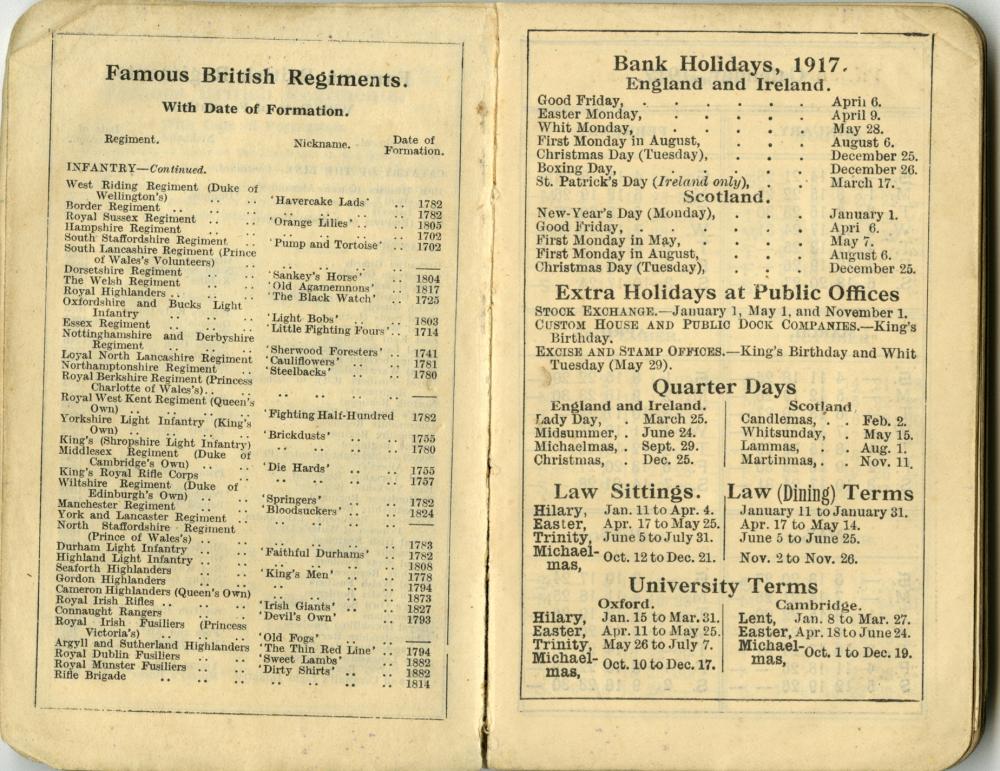 Famous British Regiments.
With Date of Formation.
Regiment. Nickname. Date of
Formation.
INFANTRY—Continued.
West Riding Regiment (Duke of
Wellington's) .. .. 'Havercake Lads' .. 1782
Border Regiment .. .. .. .. .. 1782
Royal Sussex Regiment .. .. 'Orange Lilies' .. 1805
Hampshire Regiment .. .. .. .. .. 1702
South Staffordshire Regiment .. 'Pump and Tortoise' .. 1702
South Lancashire Regiment (Prince
of Wales's Volunteers) .. .. .. .. ——
Dorsetshire Regiment .. .. 'Sankey's Horse' .. 1804
The Welsh Regiment .. .. 'Old Agamemnons' .. 1817
Royal Highlanders .. .. .. 'The Black Watch' .. 1725
Oxfordshire and Bucks Light
Infantry .. .. .. 'Light Bobs' .. .. 1803
Essex Regiment .. .. .. 'Little Fighting Fours' .. 1714
Nottinghamshire and Derbyshire
Regiment .. .. .. 'Sherwood Foresters' .. 1741
Loyal North Lancashire Regiment 'Cauliflowers' .. .. 1781
Northamptonshire Regiment .. 'Steelbacks' .. .. 1780
Royal Berkshire Regiment (Princess
Charlotte of Wales's) .. .. .. .. .. ——
Royal West Kent Regiment (Queen's
Own) .. .. .. .. 'Fighting Half-Hundred 1782
Yorkshire Light Infantry (King's
Own) .. .. .. .. 'Brickdusts' .. .. 1755
King's (Shropshire Light Infantry) .. .. .. .. 1780
Middlesex Regiment (Duke of
Cambridge's Own) .. .. 'Die Hards' .. .. 1755
King's Royal Rifle Corps .. .. .. .. .. 1757
Wiltshire Regiment (Duke of
Edinburgh's Own) .. .. 'Springers' .. .. 1782
Manchester Regiment .. .. 'Bloodsuckers' .. .. 1824
York and Lancaster Regiment .. .. .. .. .. ——
North Staffordshire Regiment
(Prince of Wales's) .. .. .. .. .. 1783
Durham Light Infantry .. .. 'Faithful Durhams' .. 1782
Highland Light Infantry .. .. .. .. .. 1808
Seaforth Highlanders .. .. 'King's Men' .. .. 1778
Gordon Highlanders .. .. .. .. .. 1794
Cameron Highlanders (Queen's Own) .. .. .. 1873
Royal Irish Rifles .. .. .. 'Irish Giants' .. .. 1827
Connaught Rangers .. .. 'Devil's Own' .. .. 1793
Royal Irish Fusiliers (Princess
Victoria's) .. .. .. 'Old Fogs' .. .. ——
Argyll and Sutherland Highlanders 'The Thin Red Line' .. 1794
Royal Dublin Fusiliers .. .. 'Sweet Lambs' .. .. 1882
Royal Munster Fusiliers .. .. 'Dirty Shirts' .. .. 1882
Rifle Brigade .. .. .. .. .. .. 1814
Bank Holidays, 1917.
England and Ireland.
Good Friday, . . . . . . April 6.
Easter Monday, . . . . . April 9.
Whit Monday, . . . . . May 28.
First Monday in August, . . . . August 6.
Christmas Day (Tuesday), . . . . December 25.
Boxing Day, . . . . . . December 26.
St. Patrick's Day (Ireland only), . . . March 17.
Scotland.
New-Year's Day (Monday), . . . January 1.
Good Friday, . . . . . . Apri 6.
First Monday in May, . . . . May 7.
First Monday in August, . . . . August 6.
Christmas Day (Tuesday), . . . December 25.
Extra Holidays at Public Offices
STOCK EXCHANGE.—January 1, May 1, and November 1.
CUSTOM HOUSE AND PUBLIC DOCK COMPANIES.—King's
Birthday.
EXCISE AND STAMP OFFICES.—King's Birthday and Whit
Tuesday (May 29).
Quarter Days
England and Ireland. Scotland
Lady Day, . March 25. Candlemas, . . Feb. 2.
Midsummer, . June 24. Whitsunday, . May 15.
Michaelmas, . Sept. 29. Lammas, . . Aug. 1.
Christmas, . Dec. 25. Martinmas, . . Nov. 11.
Law Sittings. Law (Dining) Terms
Hilary, Jan. 11 to Apr. 4. January 11 to January 31.
Easter, Apr. 17 to May 25. Apr. 17 to May 14.
Trinity, June 5 to July 31. June 5 to June 25.
Michael-
mas, Oct. 12 to Dec. 21. Nov. 2 to Nov. 26.
University Terms
Oxford. Cambridge.
Hilary, Jan. 15 to Mar. 31. Lent, Jan. 8 to Mar. 27.
Easter, Apr. 11 to May 25. Easter, Apr. 18 to June 24.
Trinity, May 26 to July 7. Michael-
mas, Oct. 1 to Dec. 19.
Michael-
mas, Oct. 10 to Dec. 17.